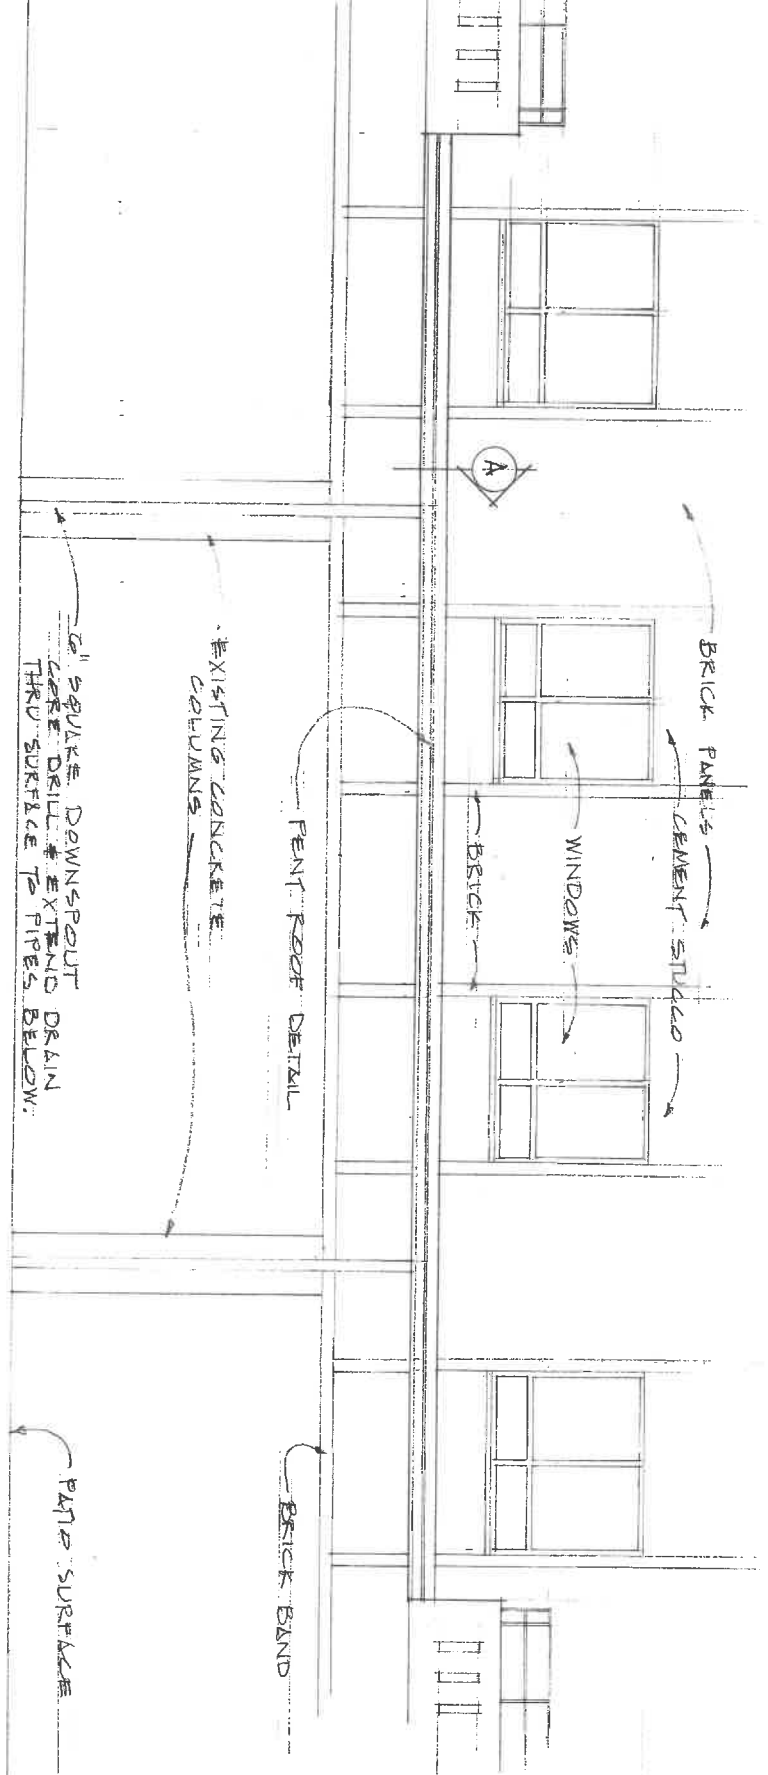 BRICK PANELS
CEMENT STUCCO
WINDOWS
BRICK
A
PENT ROOF DETAIL
EXISTING CONCRETE
COLUMNS
6" SQUARE DOWNSPOUT
CORE DRILL & EXTEND DRAIN
THRU SURFACE TO PIPES BELOW.
BRICK BAND
PATIO SURFACE